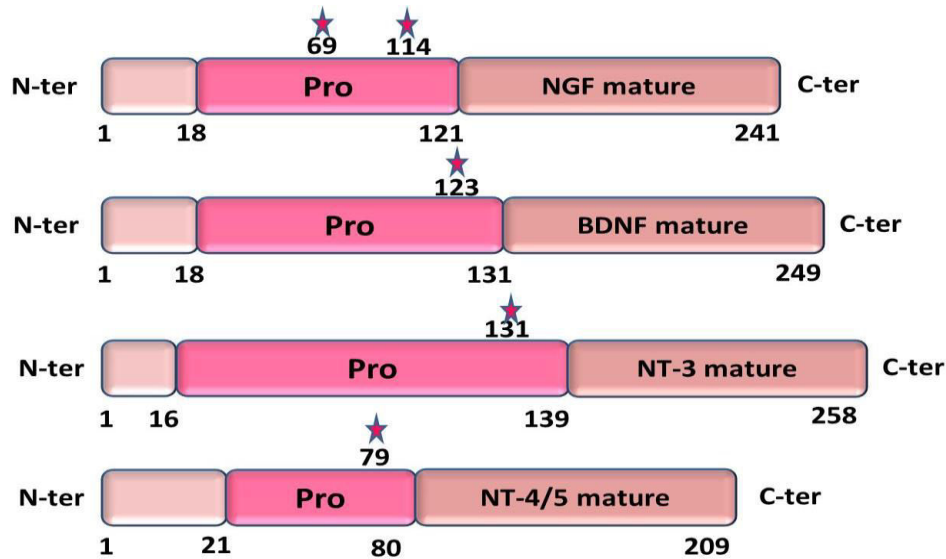 69 114
N-ter Pro NGF mature C-ter
1 18 121 241
123
N-ter Pro BDNF mature C-ter
1 18 131 249
131
N-ter Pro NT-3 mature C-ter
1 16 139 258
79
N-ter Pro NT-4/5 mature C-ter
1 21 80 209